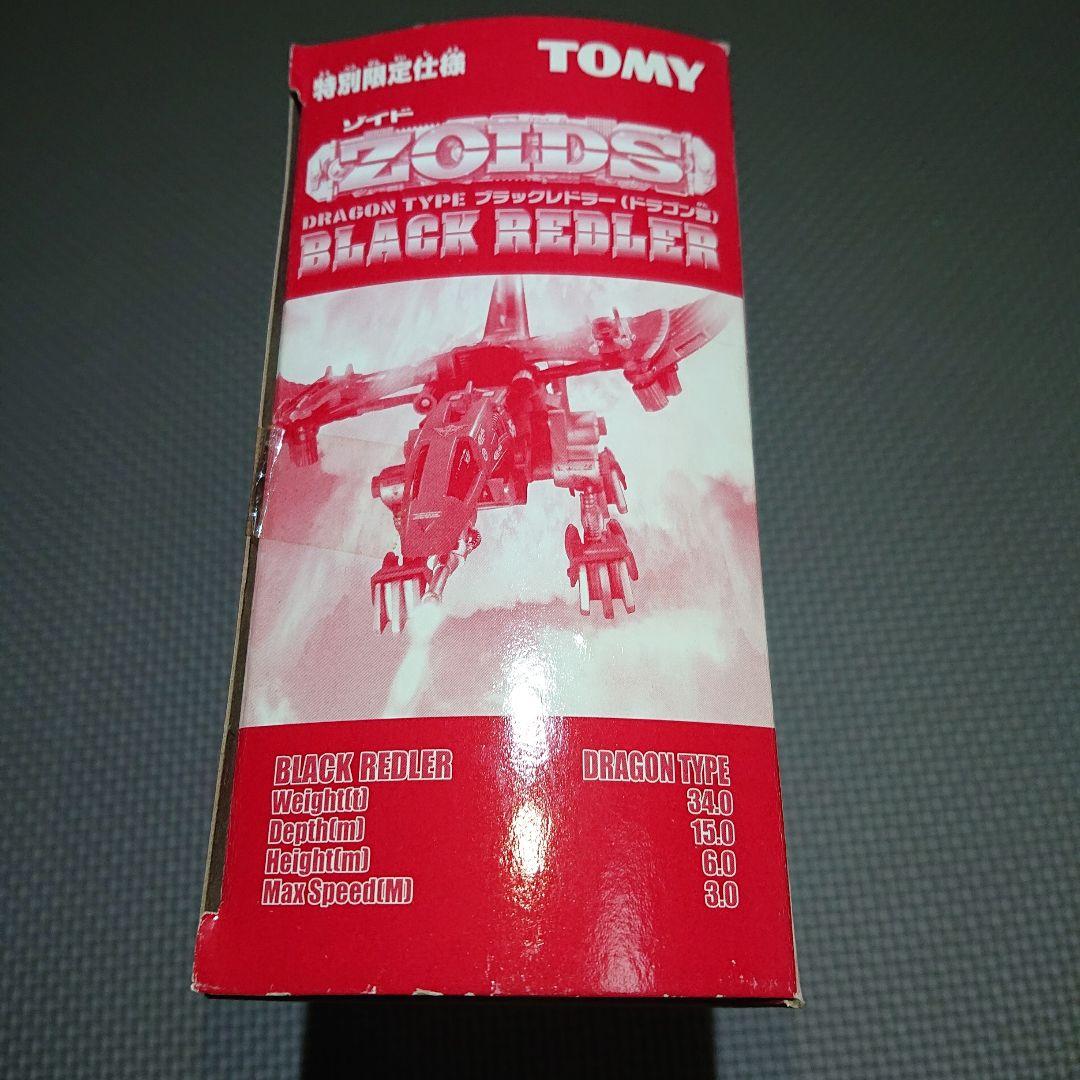 特別限定仕様
TOMY
ゾイド
ZOIDS
DRAGON TYPE ブラックレドラー(ドラゴン型)
BLACK REDLER
BLACK REDLER DRAGON TYPE
Weight(t) 34.0
Depth(m) 15.0
Height(m) 6.0
Max Speed(M) 3.0